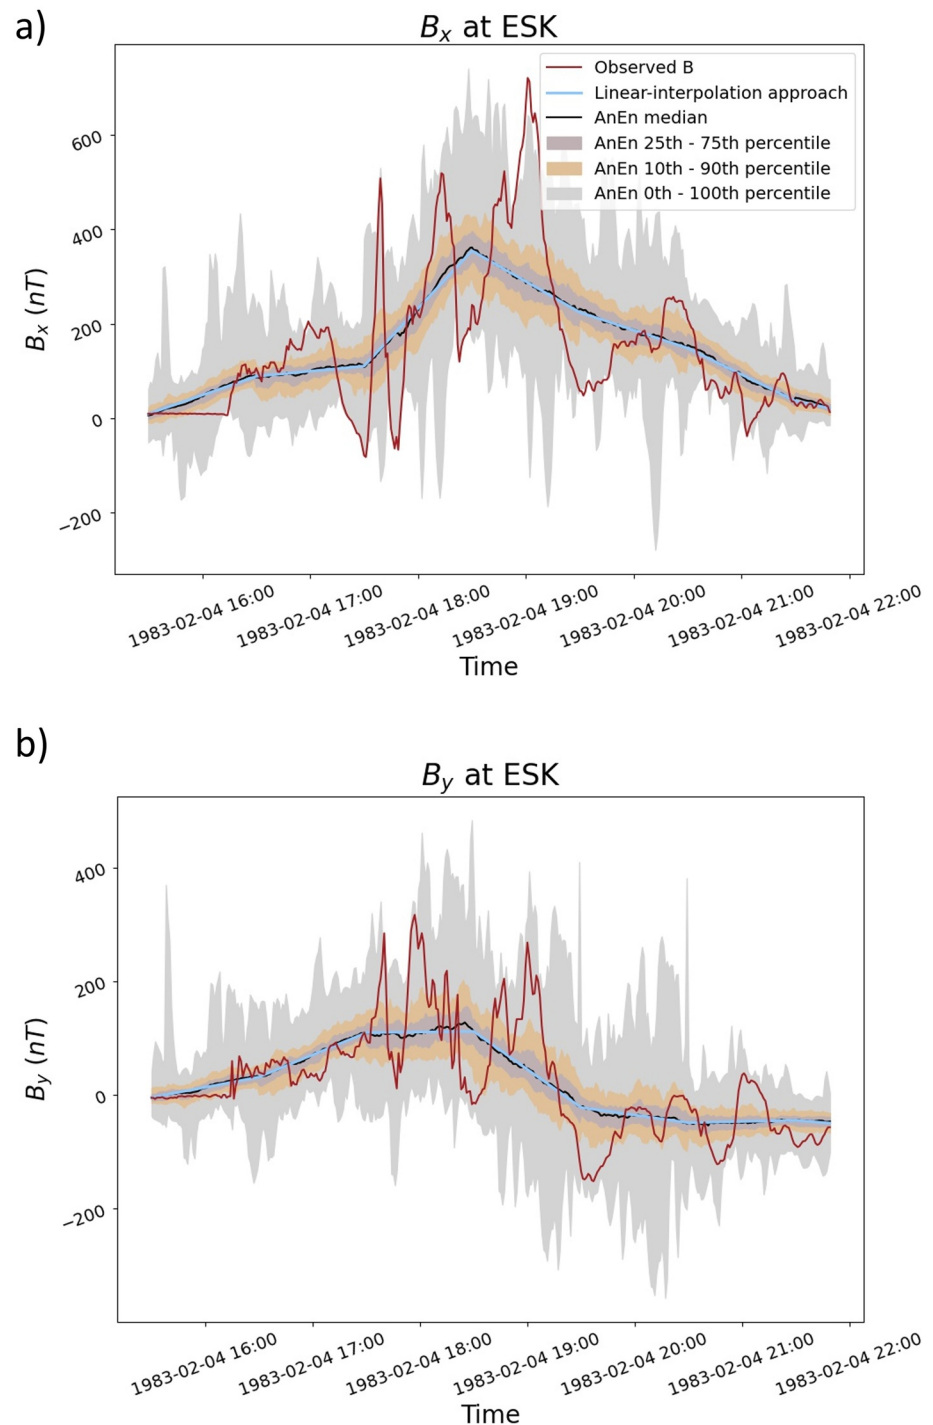 a)
Bx at ESK
Observed B
Linear-interpolation approach
AnEn median
AnEn 25th - 75th percentile
AnEn 10th - 90th percentile
AnEn 0th - 100th percentile
600
400
200
0
−200
Bx (nT)
1983-02-04 16:00
1983-02-04 17:00
1983-02-04 18:00
1983-02-04 19:00
1983-02-04 20:00
1983-02-04 21:00
1983-02-04 22:00
Time
b)
By at ESK
400
200
0
−200
By (nT)
1983-02-04 16:00
1983-02-04 17:00
1983-02-04 18:00
1983-02-04 19:00
1983-02-04 20:00
1983-02-04 21:00
1983-02-04 22:00
Time